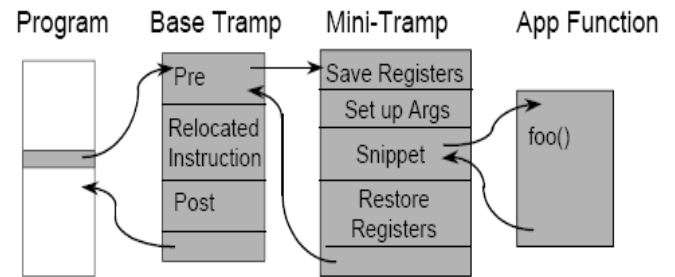 Program
Base Tramp
Mini-Tramp
App Function
Pre
Relocated
Instruction
Post
Save Registers
Set up Args
Snippet
Restore
Registers
foo()